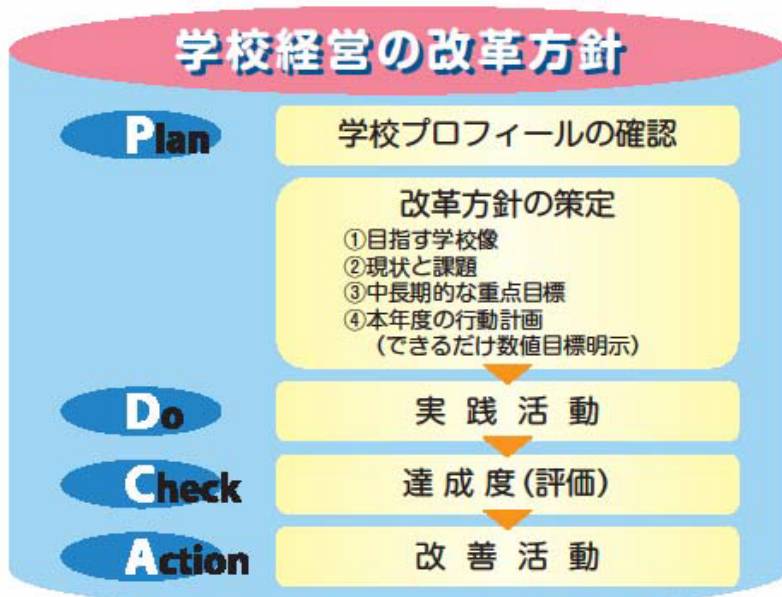 学校経営の改革方針
Plan
学校プロフィールの確認
改革方針の策定
①目指す学校像
②現状と課題
③中長期的な重点目標
④本年度の行動計画
（できるだけ数値目標明示）
Do
実践活動
Check
達成度（評価）
Action
改善活動